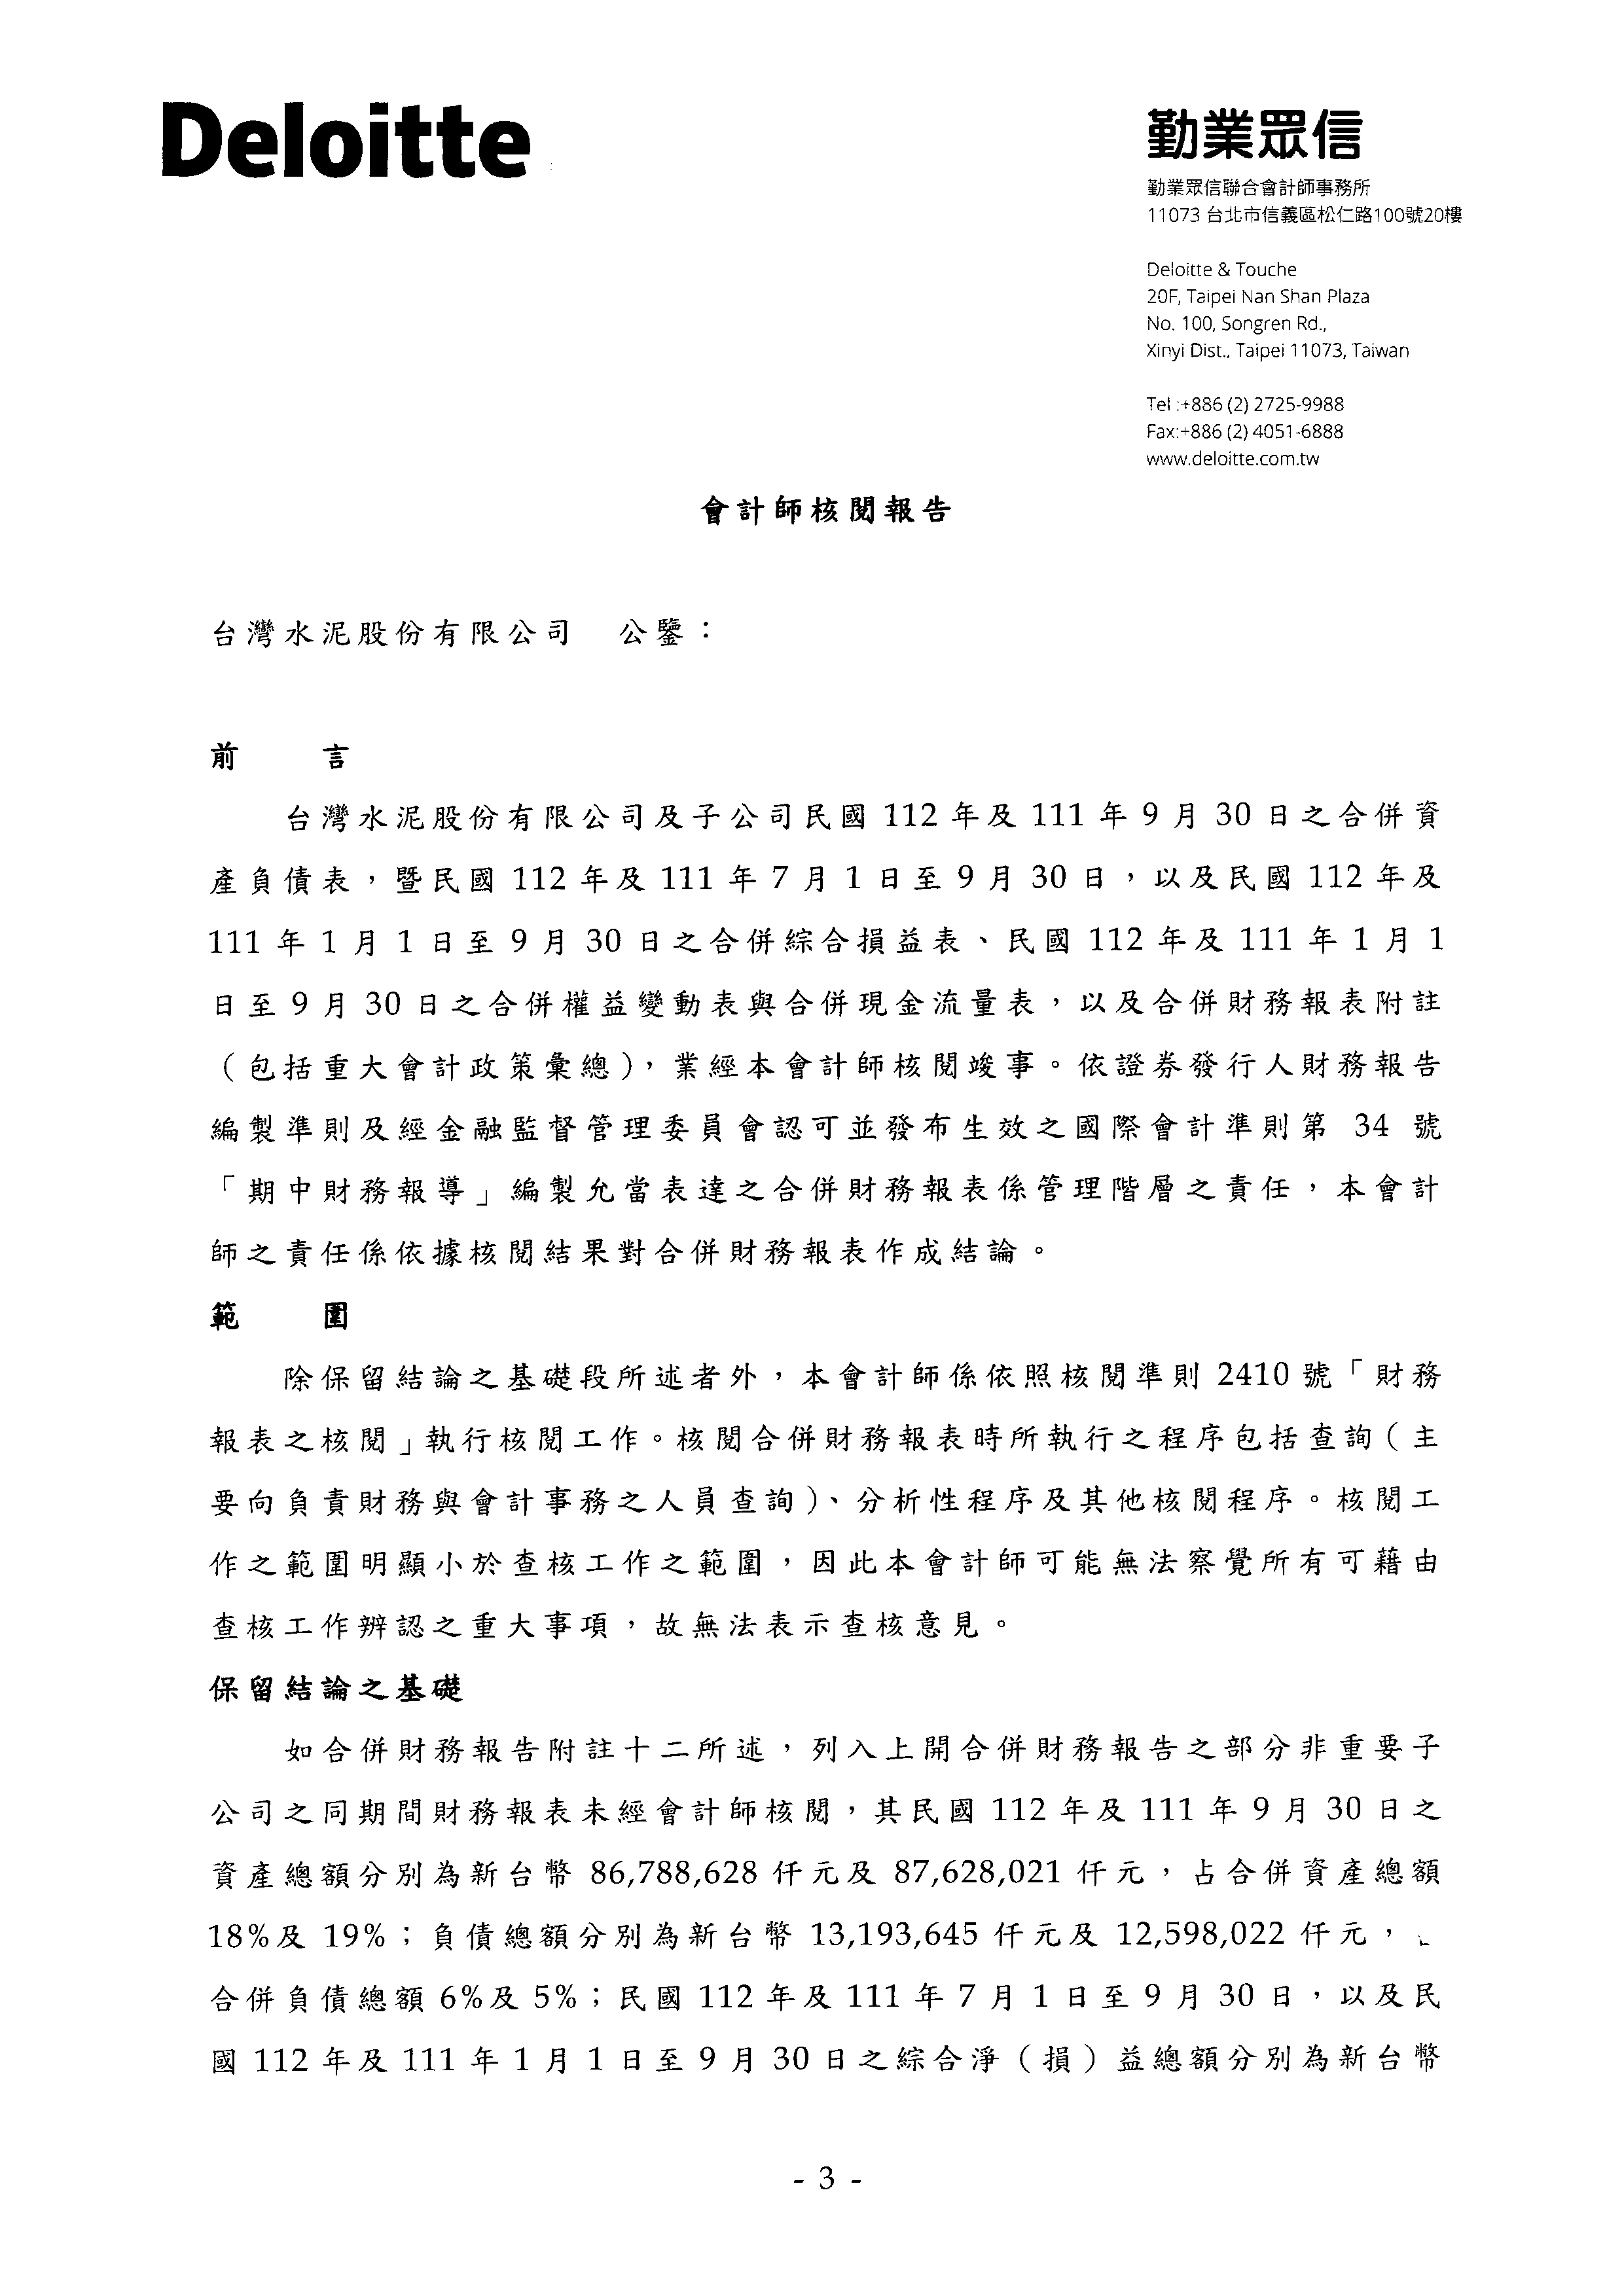 Deloitte
勤業眾信
勤業眾信聯合會計師事務所
11073 台北市信義區松仁路100號20樓
Deloitte & Touche
20F, Taipei Nan Shan Plaza
No. 100, Songren Rd.,
Xinyi Dist., Taipei 11073, Taiwan
Tel :+886 (2) 2725-9988
Fax:+886 (2) 4051-6888
www.deloitte.com.tw
會計師核閱報告
台灣水泥股份有限公司 公鑒：
前 言
台灣水泥股份有限公司及子公司民國 112 年及 111 年 9 月 30 日之合併資
產負債表，暨民國 112 年及 111 年 7 月 1 日至 9 月 30 日，以及民國 112 年及
111 年 1 月 1 日至 9 月 30 日之合併綜合損益表、民國 112 年及 111 年 1 月 1
日至 9 月 30 日之合併權益變動表與合併現金流量表，以及合併財務報表附註
（包括重大會計政策彙總），業經本會計師核閱竣事。依證券發行人財務報告
編製準則及經金融監督管理委員會認可並發布生效之國際會計準則第 34 號
「期中財務報導」編製允當表達之合併財務報表係管理階層之責任，本會計
師之責任係依據核閱結果對合併財務報表作成結論。
範 圍
除保留結論之基礎段所述者外，本會計師係依照核閱準則 2410 號「財務
報表之核閱」執行核閱工作。核閱合併財務報表時所執行之程序包括查詢（主
要向負責財務與會計事務之人員查詢）、分析性程序及其他核閱程序。核閱工
作之範圍明顯小於查核工作之範圍，因此本會計師可能無法察覺所有可藉由
查核工作辨認之重大事項，故無法表示查核意見。
保留結論之基礎
如合併財務報告附註十二所述，列入上開合併財務報告之部分非重要子
公司之同期間財務報表未經會計師核閱，其民國 112 年及 111 年 9 月 30 日之
資產總額分別為新台幣 86,788,628 仟元及 87,628,021 仟元，占合併資產總額
18%及 19%；負債總額分別為新台幣 13,193,645 仟元及 12,598,022 仟元，
合併負債總額 6%及 5%；民國 112 年及 111 年 7 月 1 日至 9 月 30 日，以及民
國 112 年及 111 年 1 月 1 日至 9 月 30 日之綜合淨（損）益總額分別為新台幣
- 3 -